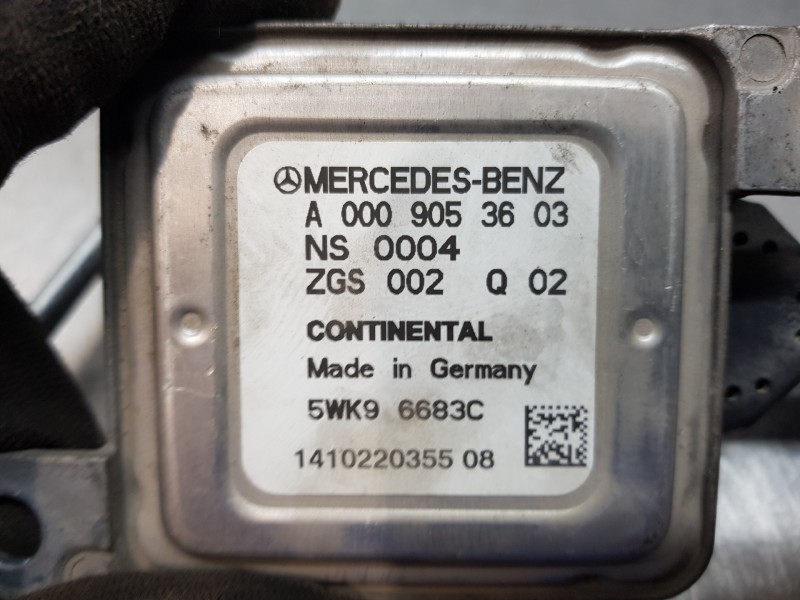 MERCEDES-BENZ
A 000 905 36 03
NS 0004
ZGS 002 Q 02
CONTINENTAL
Made in Germany
5WK9 6683C
1410220355 08